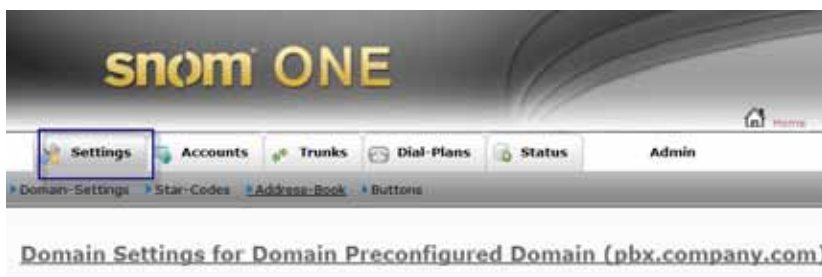 snom ONE
Home
Settings Accounts Trunks Dial-Plans Status Admin
Domain-Settings Star-Codes Address-Book Buttons
Domain Settings for Domain Preconfigured Domain (pbx.company.com)